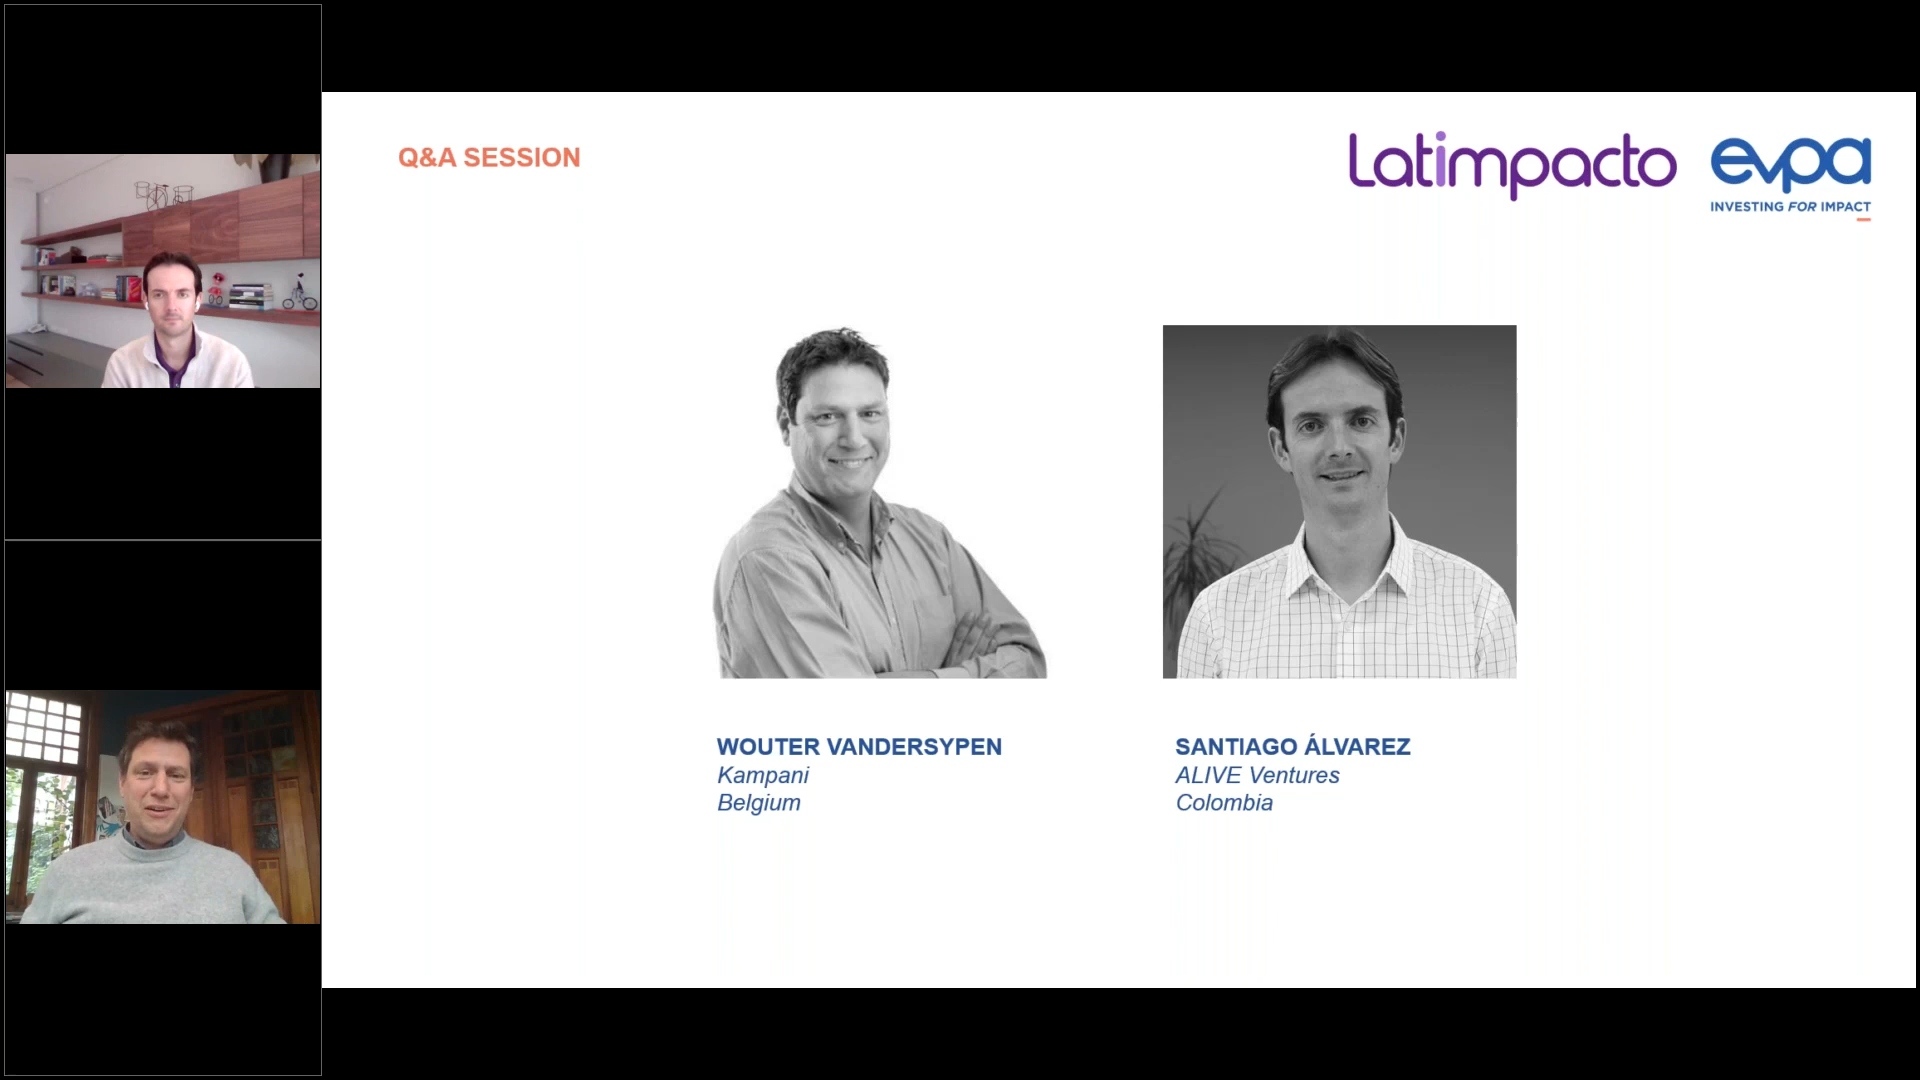 Q&A SESSION
Latimpacto
evpa
INVESTING FOR IMPACT
WOUTER VANDERSYPEN
Kampani
Belgium
SANTIAGO ÁLVAREZ
ALIVE Ventures
Colombia